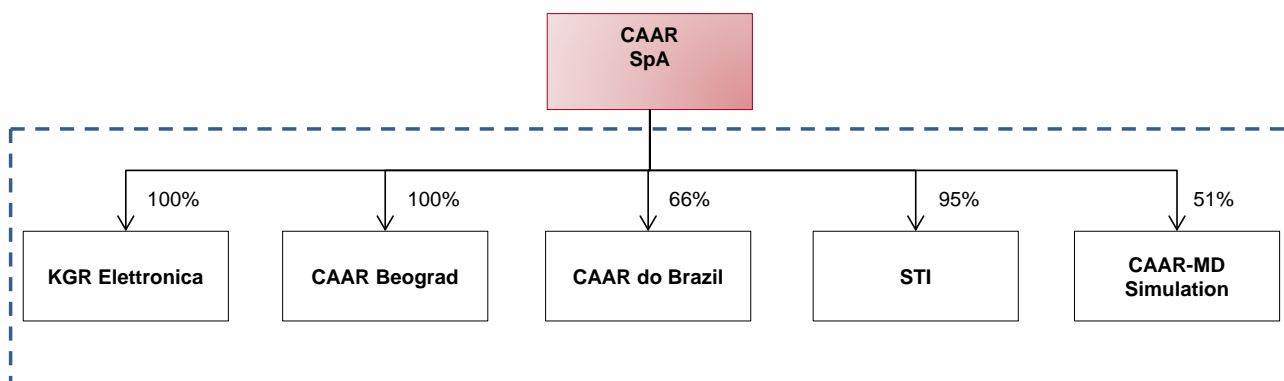 CAAR
SpA
100%
100%
66%
95%
51%
KGR Elettronica
CAAR Beograd
CAAR do Brazil
STI
CAAR-MD
Simulation